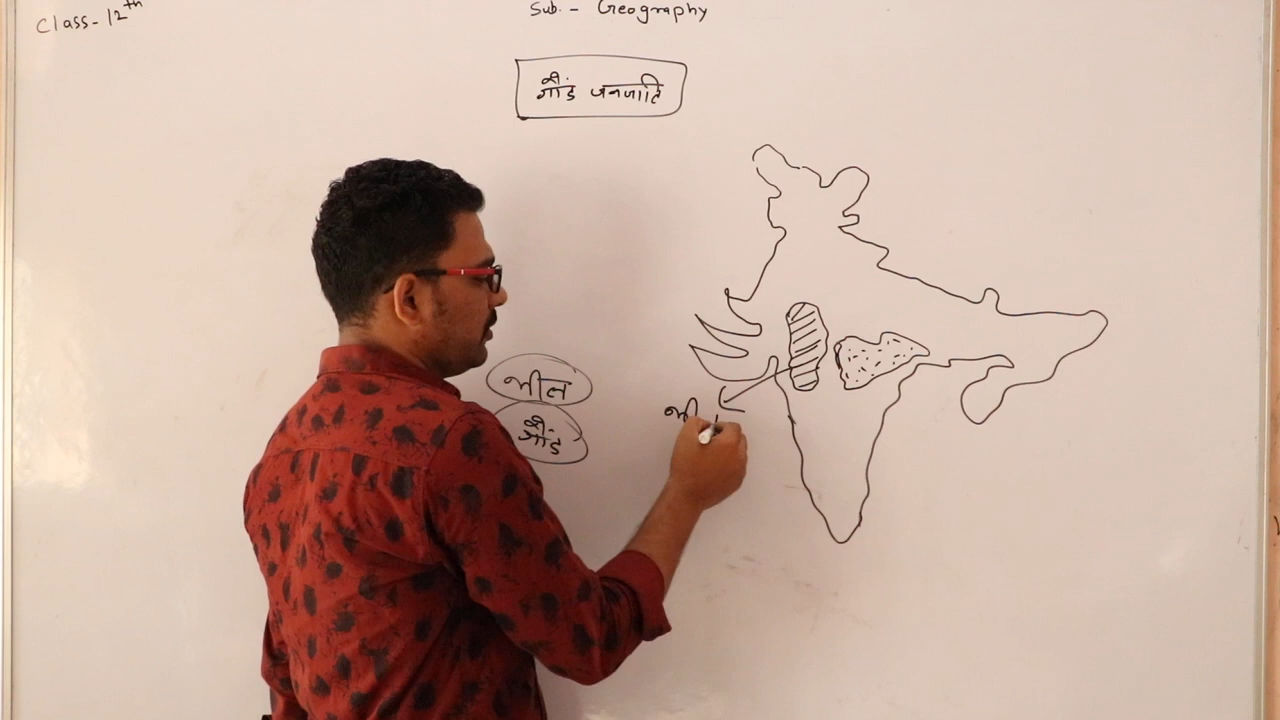 Class-12th
Sub. - Geography
गोंड जनजाति
भील
गोंड
भी